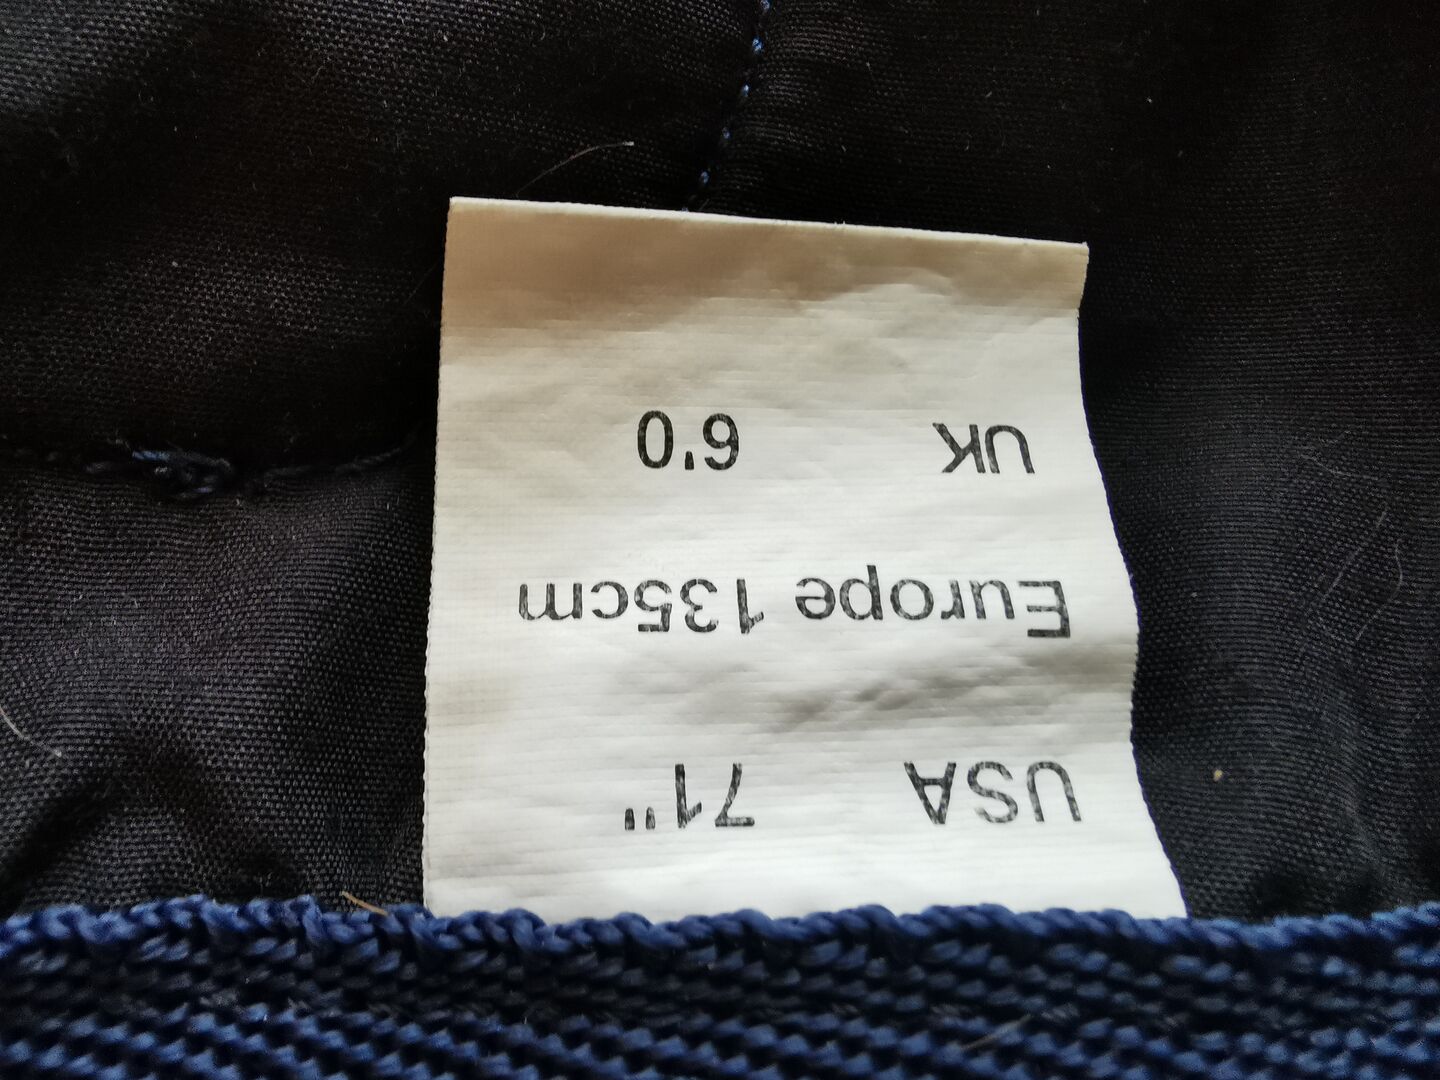 USA 71"
Europe 135cm
UK 6'0